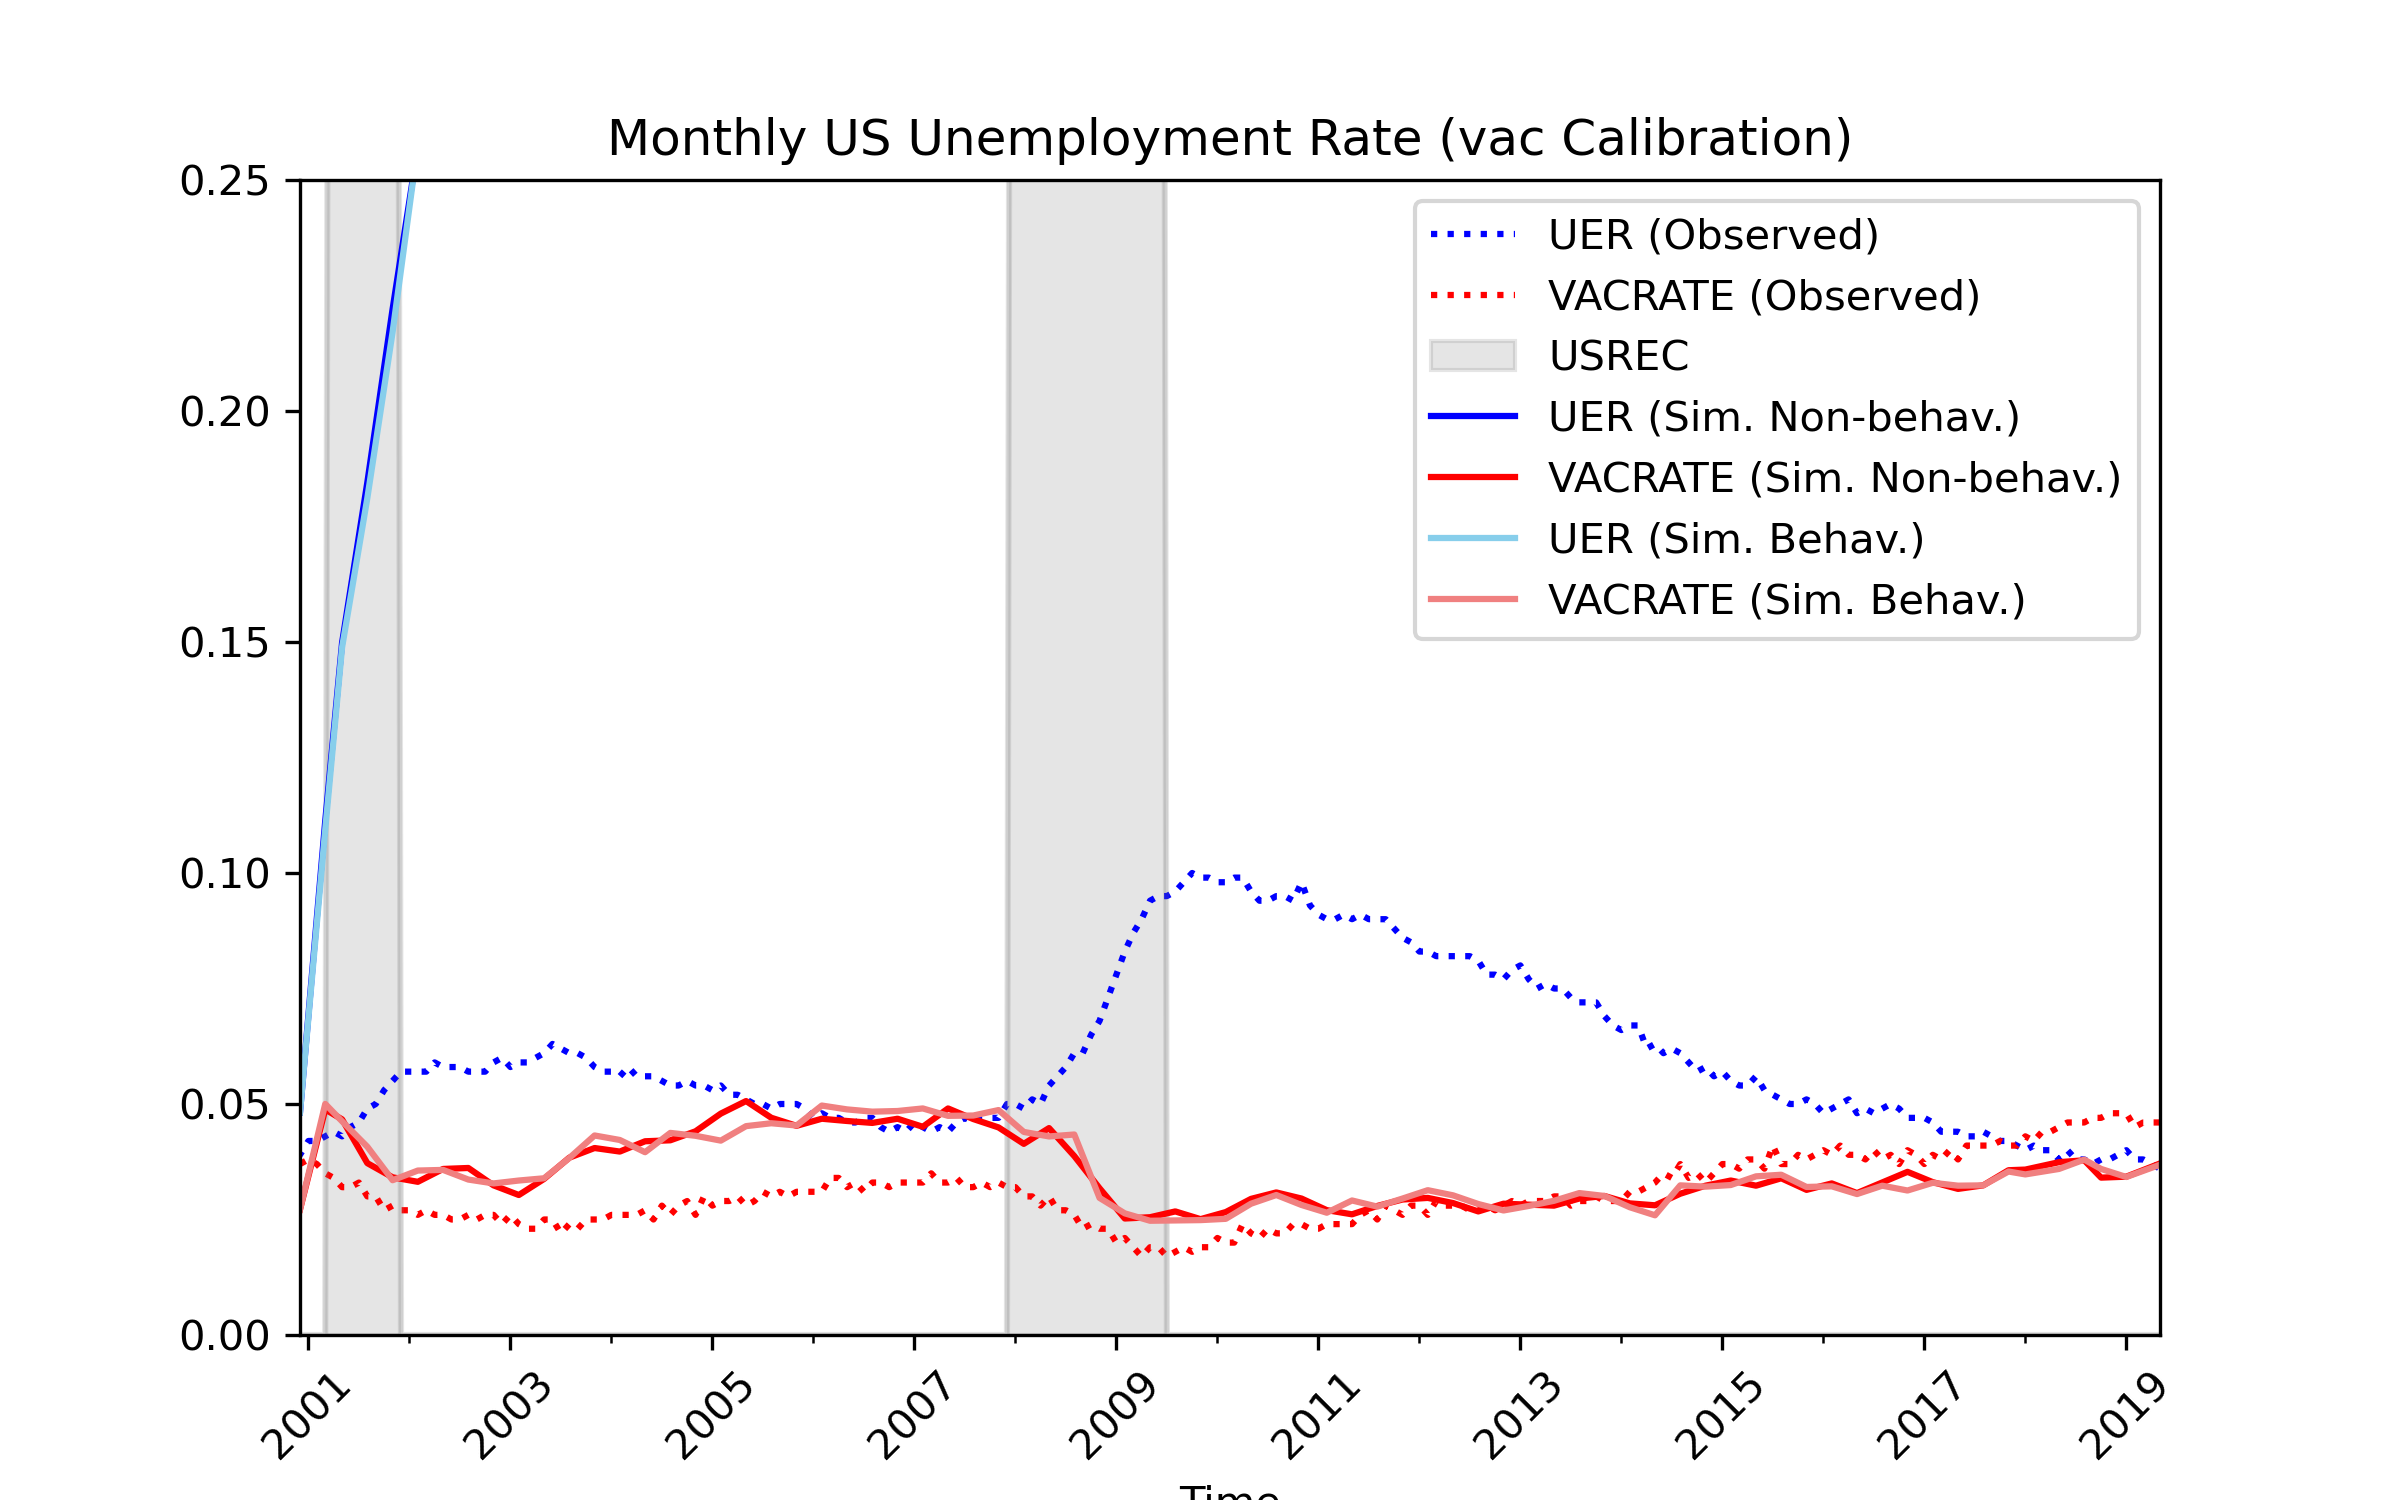 Monthly US Unemployment Rate (vac Calibration)
0.25
0.20
0.15
0.10
0.05
0.00
UER (Observed)
VACRATE (Observed)
USREC
UER (Sim. Non-behav.)
VACRATE (Sim. Non-behav.)
UER (Sim. Behav.)
VACRATE (Sim. Behav.)
2001 2003 2005 2007 2009 2011 2013 2015 2017 2019
Time